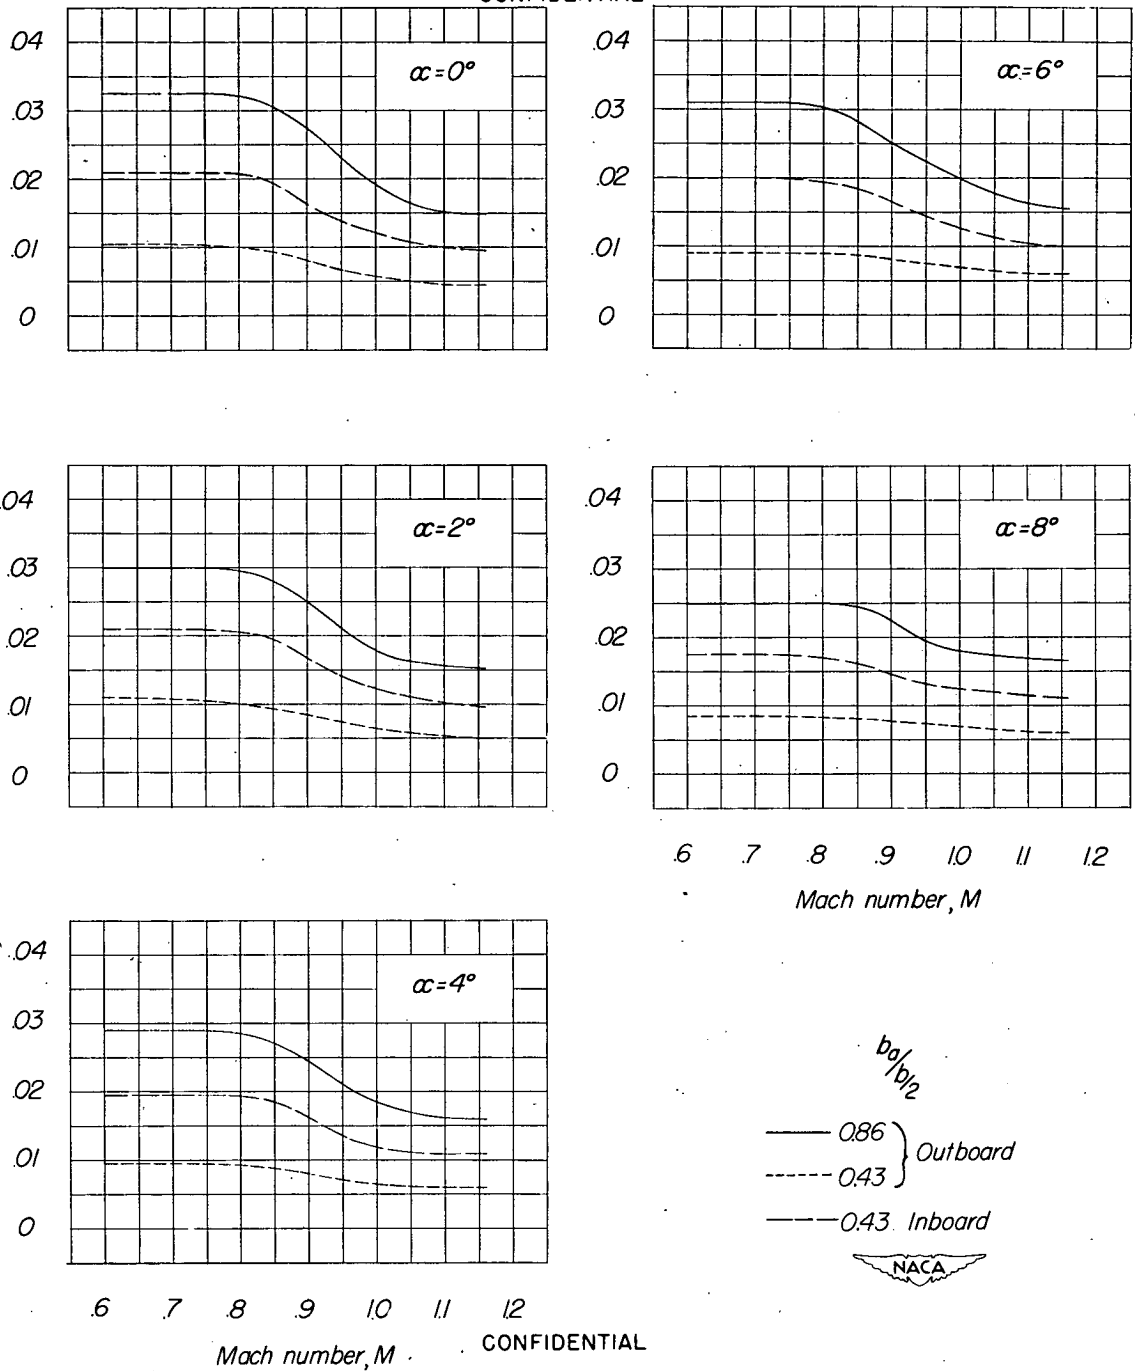 .04
.03
.02
.01
0
α=0°
.04
.03
.02
.01
0
α=6°
.04
.03
.02
.01
0
α=2°
.04
.03
.02
.01
0
α=8°
.6 .7 .8 .9 1.0 1.1 1.2
Mach number, M
.04
.03
.02
.01
0
α=4°
.6 .7 .8 .9 1.0 1.1 1.2
Mach number, M
ba/b/2
0.86
0.43
Outboard
0.43 Inboard
NACA
CONFIDENTIAL